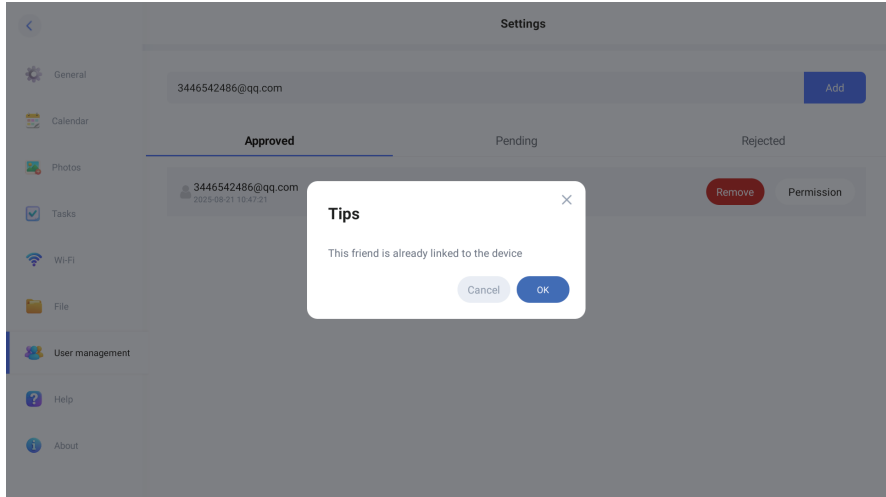 Settings
General
Calendar
Photos
Tasks
Wi-Fi
File
User management
Help
About
3446542486@qq.com
Add
Approved Pending Rejected
3446542486@qq.com
2025-08-21 10:47:21
Remove Permission
Tips
This friend is already linked to the device
Cancel OK